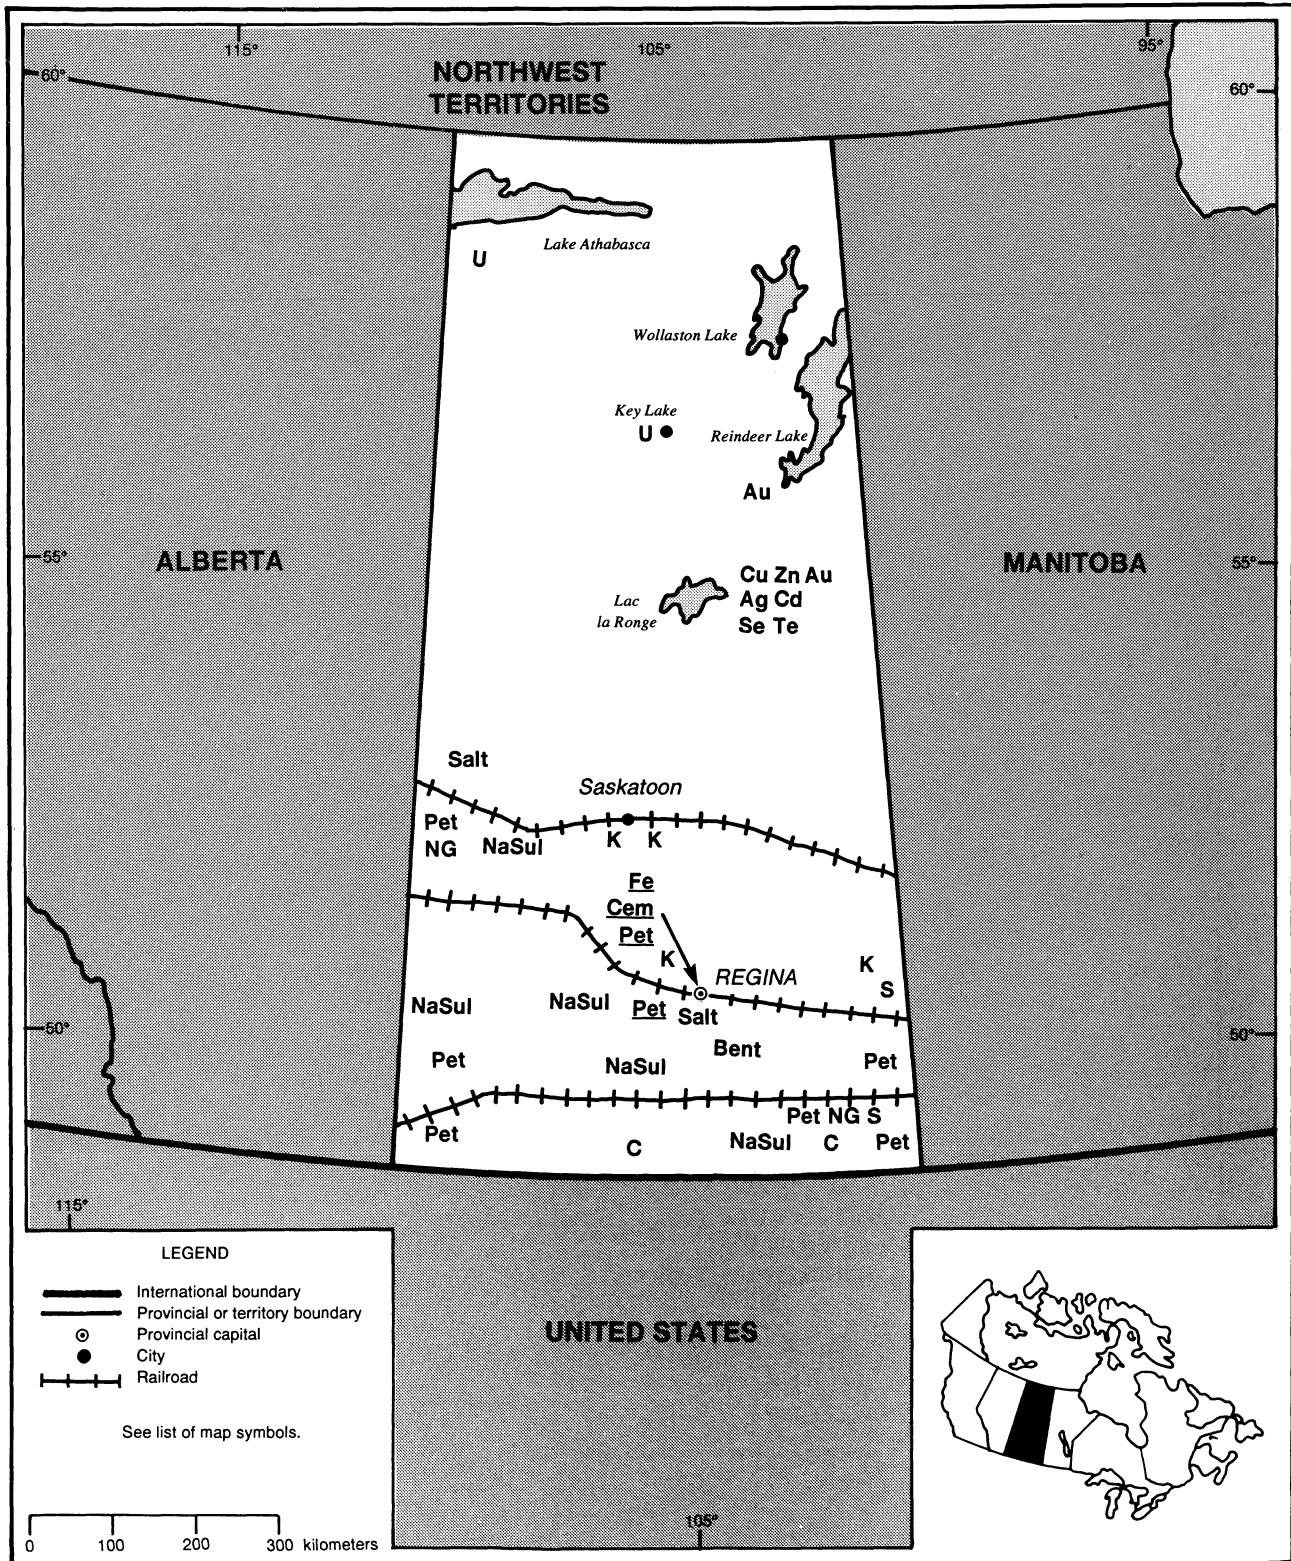 115°
105°
95°
60°
NORTHWEST
TERRITORIES
60°
Lake Athabasca
U
Wollaston Lake
Key Lake
U
Reindeer Lake
Au
55°
ALBERTA
MANITOBA
55°
Cu Zn Au
Ag Cd
Se Te
Lac
la Ronge
Salt
Saskatoon
Pet
NG
NaSul
K
K
Fe
Cem
Pet
K
REGINA
K
S
NaSul
NaSul
Pet
Salt
50°
50°
Bent
Pet
NaSul
Pet
Pet NG S
Pet
C
NaSul
C
Pet
115°
LEGEND
International boundary
Provincial or territory boundary
Provincial capital
City
Railroad
See list of map symbols.
UNITED STATES
105°
0 100 200 300 kilometers